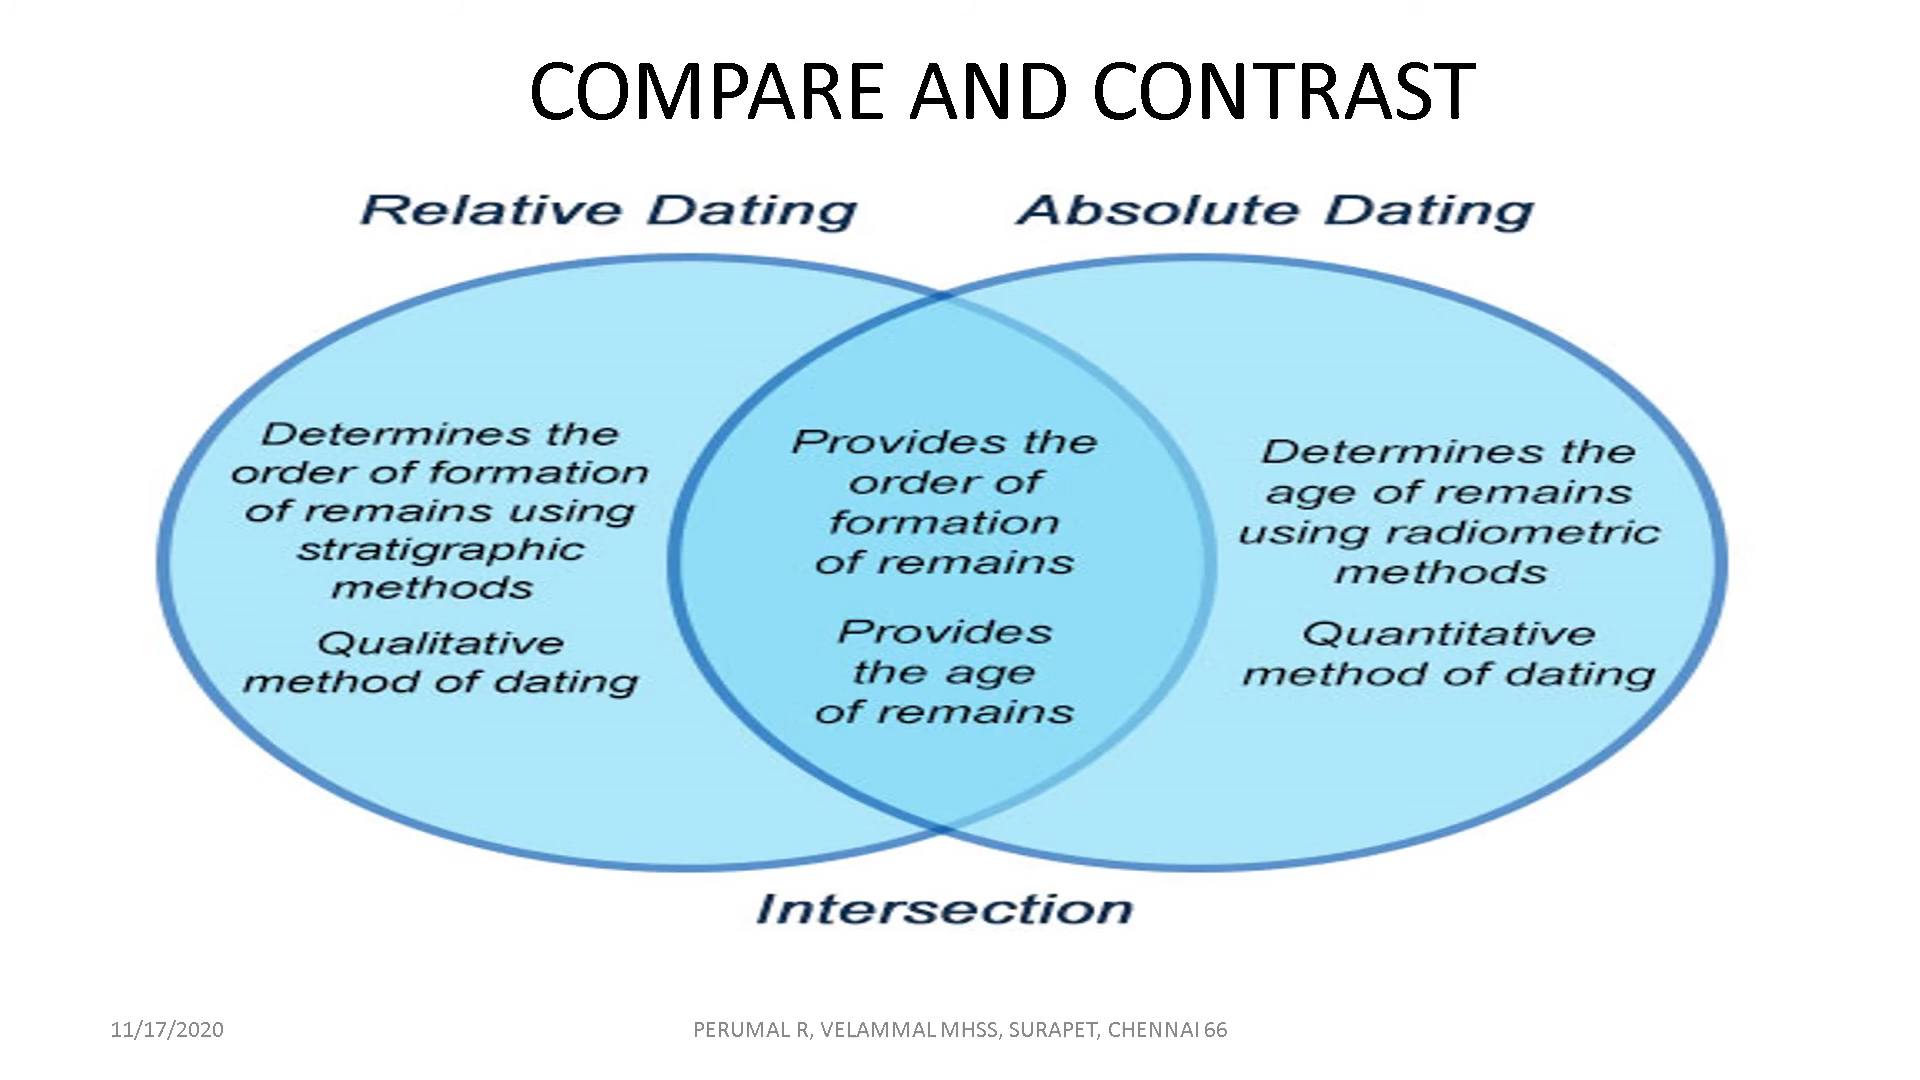 COMPARE AND CONTRAST
Relative Dating
Absolute Dating
Determines the
order of formation
of remains using
stratigraphic
methods
Qualitative
method of dating
Provides the
order of
formation
of remains
Provides
the age
of remains
Determines the
age of remains
using radiometric
methods
Quantitative
method of dating
Intersection
11/17/2020
PERUMAL R, VELAMMAL MHSS, SURAPET, CHENNAI 66